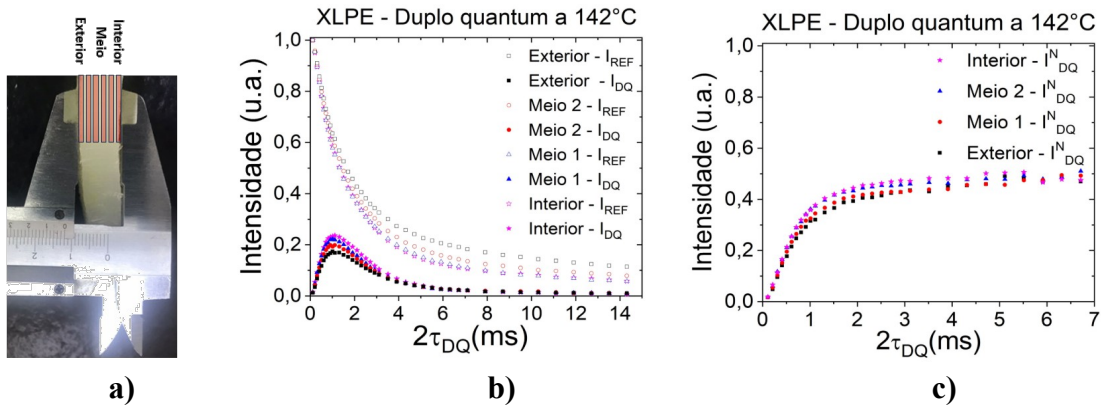 Exterior
Meio
Interior
0
1
2
a)
XLPE - Duplo quantum a 142°C
Intensidade (u.a.)
1,0
0,8
0,6
0,4
0,2
0,0
Exterior - I_REF
Exterior - I_DQ
Meio 2 - I_REF
Meio 2 - I_DQ
Meio 1 - I_REF
Meio 1 - I_DQ
Interior - I_REF
Interior - I_DQ
0 2 4 6 8 10 12 14
2τ_DQ(ms)
b)
XLPE - Duplo quantum a 142°C
Intensidade (u.a.)
1,0
0,8
0,6
0,4
0,2
0,0
Interior - I^N_DQ
Meio 2 - I^N_DQ
Meio 1 - I^N_DQ
Exterior - I^N_DQ
0 1 2 3 4 5 6 7
2τ_DQ(ms)
c)